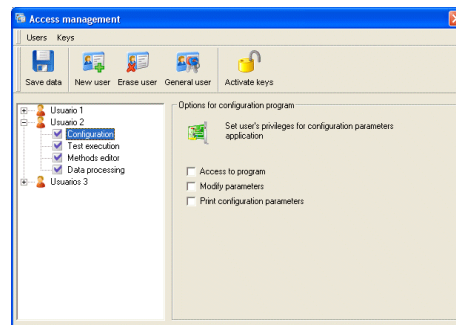 Access management
Users Keys
Save data New user Erase user General user Activate keys
Usuario 1
Usuario 2
Configuration
Test execution
Methods editor
Data processing
Usuarios 3
Options for configuration program
Set user's privileges for configuration parameters
application
Access to program
Modify parameters
Print configuration parameters